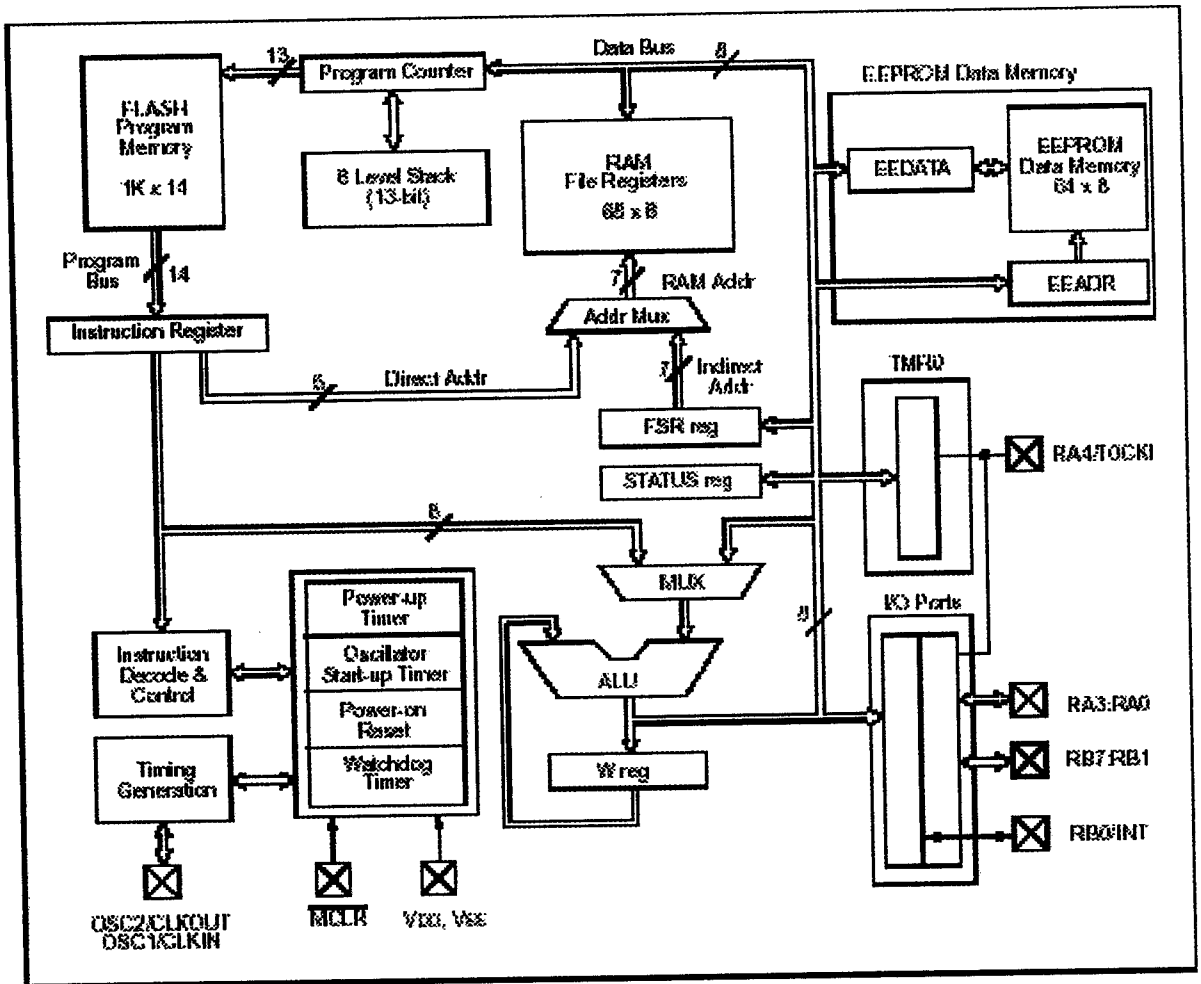 Data Bus
8
13
Program Counter
EEPROM Data Memory
FLASH
Program
Memory
1K x 14
8 Level Stack
(13-bit)
RAM
File Registers
68 x 8
EEDATA
EEPROM
Data Memory
64 x 8
Program
Bus
14
7
RAM Addr
EEADR
Instruction Register
Addr Mux
5
Direct Addr
7
Indirect
Addr
TMR0
FSR reg
RA4/T0CKI
STATUS reg
8
MUX
Power-up
Timer
I/O Ports
8
Instruction
Decode &
Control
Oscillator
Start-up Timer
ALU
Power-on
Reset
RA3:RA0
Timing
Generation
Watchdog
Timer
W reg
RB7:RB1
RB0/INT
OSC2/CLKOUT
OSC1/CLKIN
MCLR
VDD, VSS